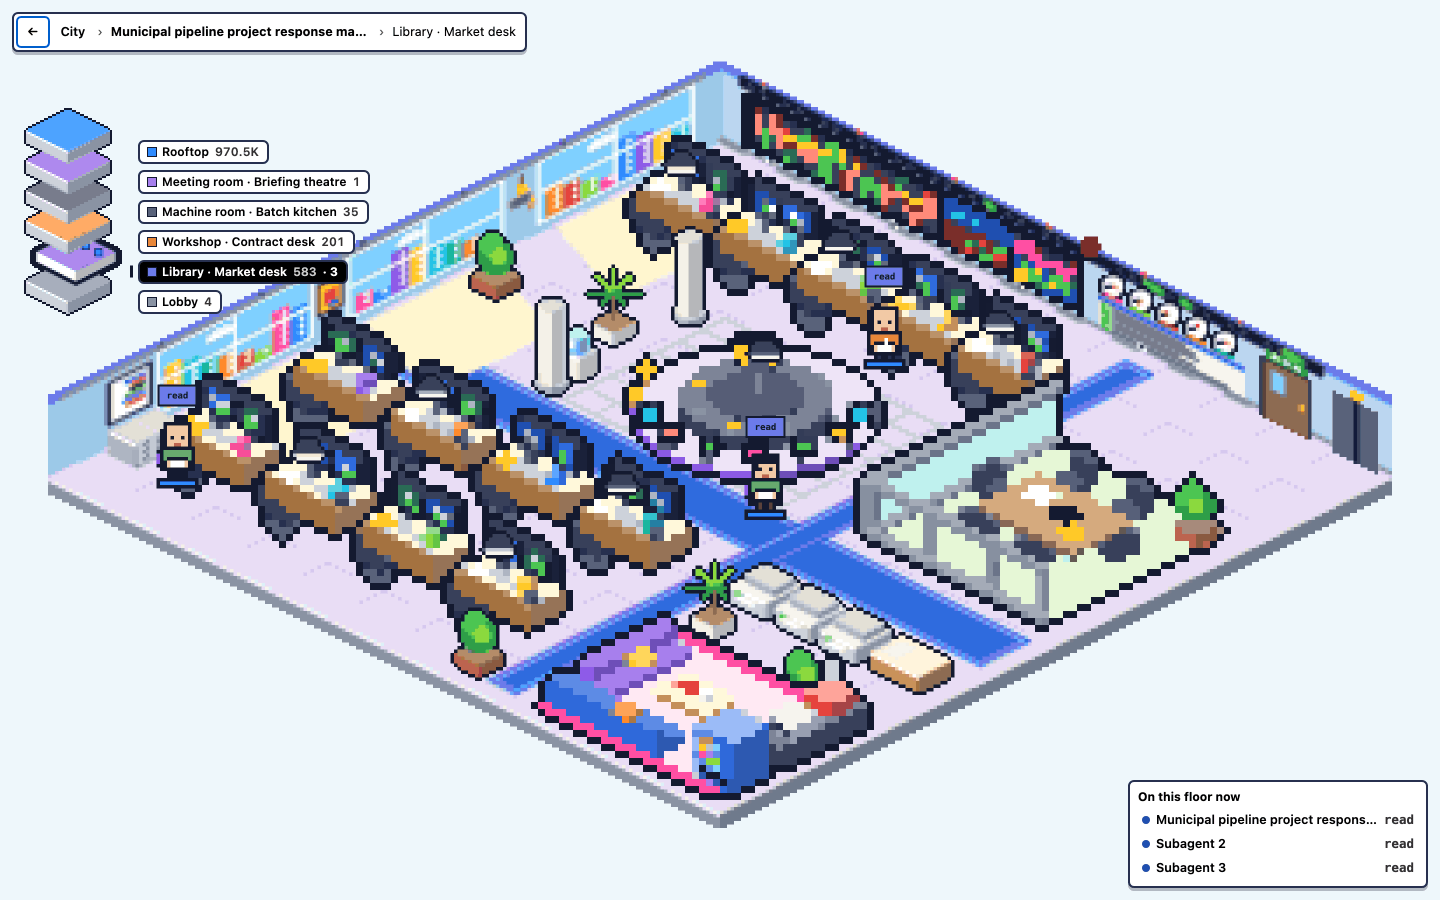 ← City › Municipal pipeline project response ma... › Library · Market desk
Rooftop 970.5K
Meeting room · Briefing theatre 1
Machine room · Batch kitchen 35
Workshop · Contract desk 201
Library · Market desk 583 · 3
Lobby 4
read
read
read
On this floor now
Municipal pipeline project respons... read
Subagent 2 read
Subagent 3 read